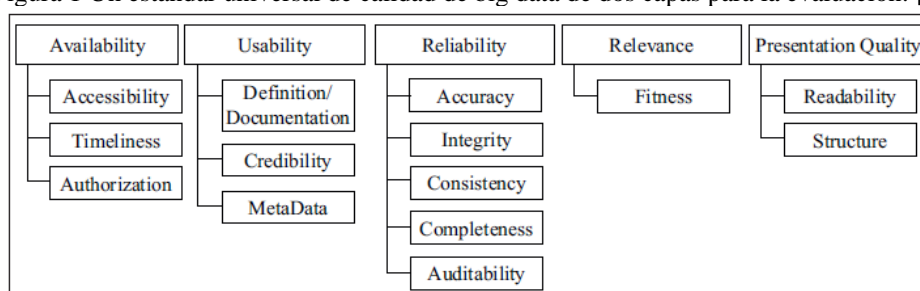 igura 1 Un estándar universal de calidad de big data de dos capas para la evaluación.
Availability
Accessibility
Timeliness
Authorization
Usability
Definition/
Documentation
Credibility
MetaData
Reliability
Accuracy
Integrity
Consistency
Completeness
Auditability
Relevance
Fitness
Presentation Quality
Readability
Structure